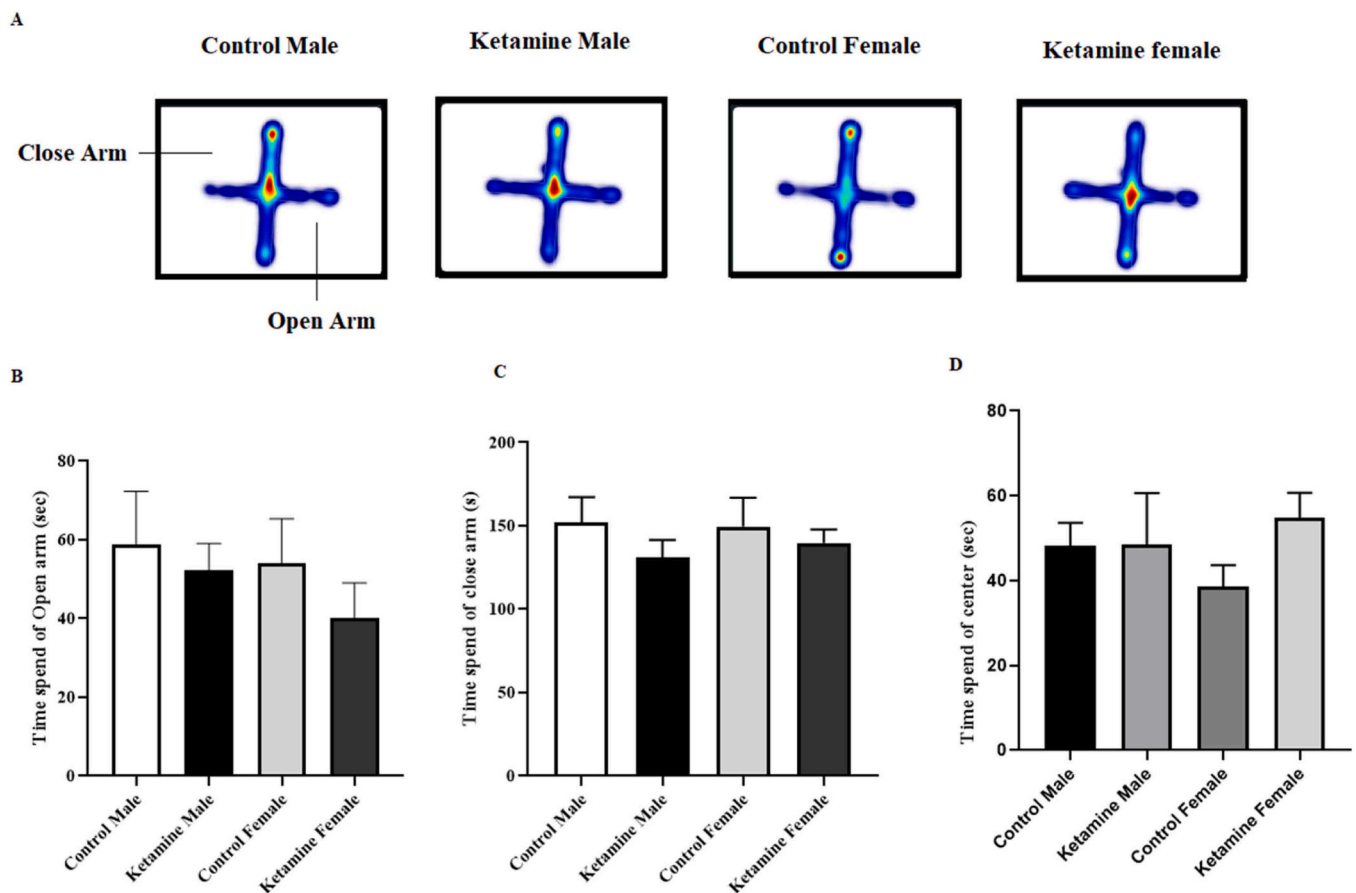 A
Control Male
Ketamine Male
Control Female
Ketamine female
Close Arm
Open Arm
B
Time spend of Open arm (sec)
80
60
40
20
0
Control Male
Ketamine Male
Control Female
Ketamine Female
C
Time spend of close arm (s)
200
150
100
50
0
Control Male
Ketamine Male
Control Female
Ketamine Female
D
Time spend of center (sec)
80
60
40
20
0
Control Male
Ketamine Male
Control Female
Ketamine Female